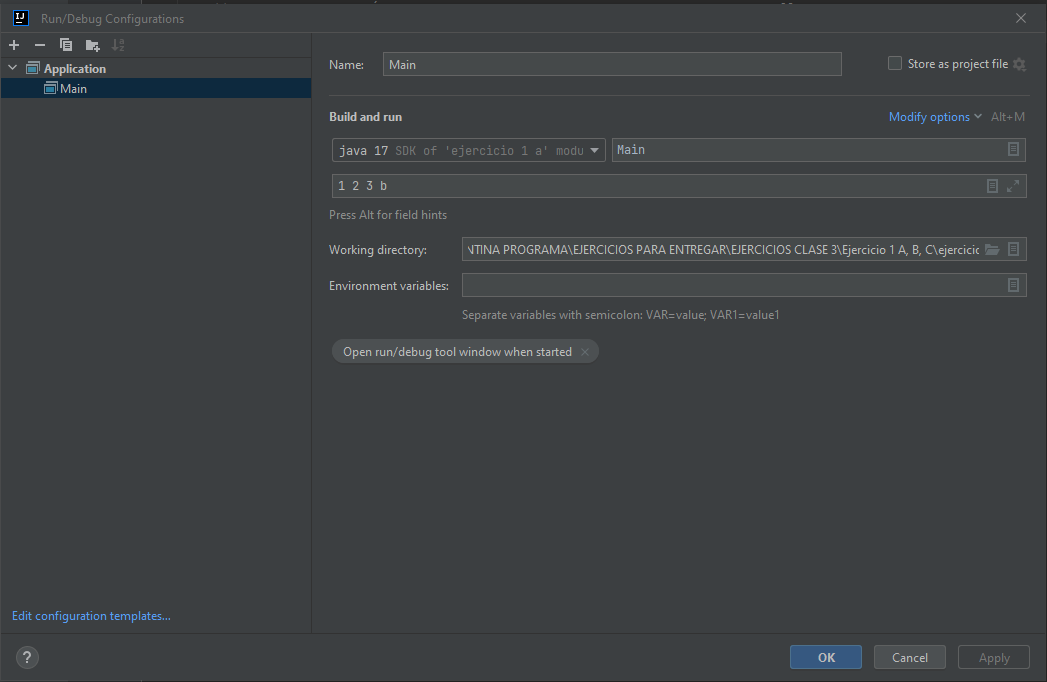 IJ
Run/Debug Configurations
Application
Main
Name:
Main
Store as project file
Build and run
Modify options
Alt+M
java 17 SDK of 'ejercicio 1 a' modu
Main
1 2 3 b
Press Alt for field hints
Working directory:
NTINA PROGRAMA\EJERCICIOS PARA ENTREGAR\EJERCICIOS CLASE 3\Ejercicio 1 A, B, C\ejercicic
Environment variables:
Separate variables with semicolon: VAR=value; VAR1=value1
Open run/debug tool window when started
Edit configuration templates...
?
OK
Cancel
Apply